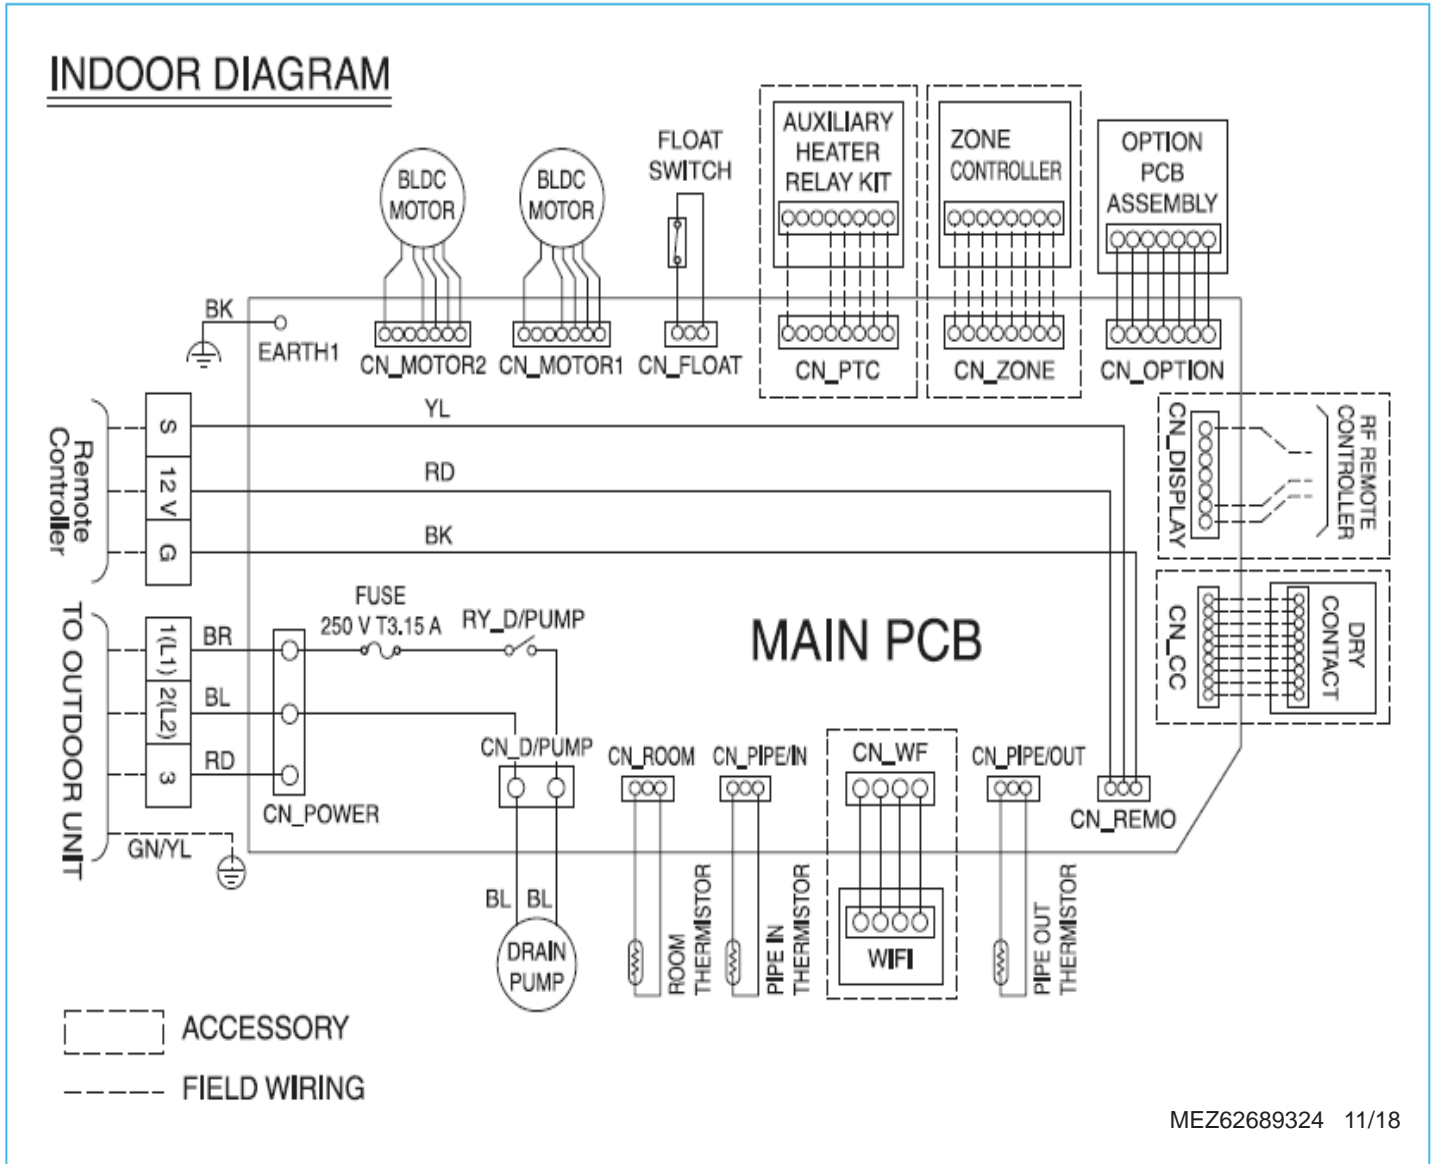 INDOOR DIAGRAM
BLDC
MOTOR
BLDC
MOTOR
FLOAT
SWITCH
AUXILIARY
HEATER
RELAY KIT
ZONE
CONTROLLER
OPTION
PCB
ASSEMBLY
BK
EARTH1
CN_MOTOR2
CN_MOTOR1
CN_FLOAT
CN_PTC
CN_ZONE
CN_OPTION
Remote
Controller
S
12 V
G
YL
RD
BK
CN_DISPLAY
RF REMOTE
CONTROLLER
TO OUTDOOR UNIT
1(L1)
2(L2)
3
BR
BL
RD
GN/YL
CN_POWER
FUSE
250 V T3.15 A
RY_D/PUMP
MAIN PCB
CN_CC
DRY
CONTACT
CN_D/PUMP
CN_ROOM
CN_PIPE/IN
CN_WF
CN_PIPE/OUT
CN_REMO
BL
BL
DRAIN
PUMP
ROOM
THERMISTOR
PIPE IN
THERMISTOR
WIFI
PIPE OUT
THERMISTOR
ACCESSORY
FIELD WIRING
MEZ62689324 11/18